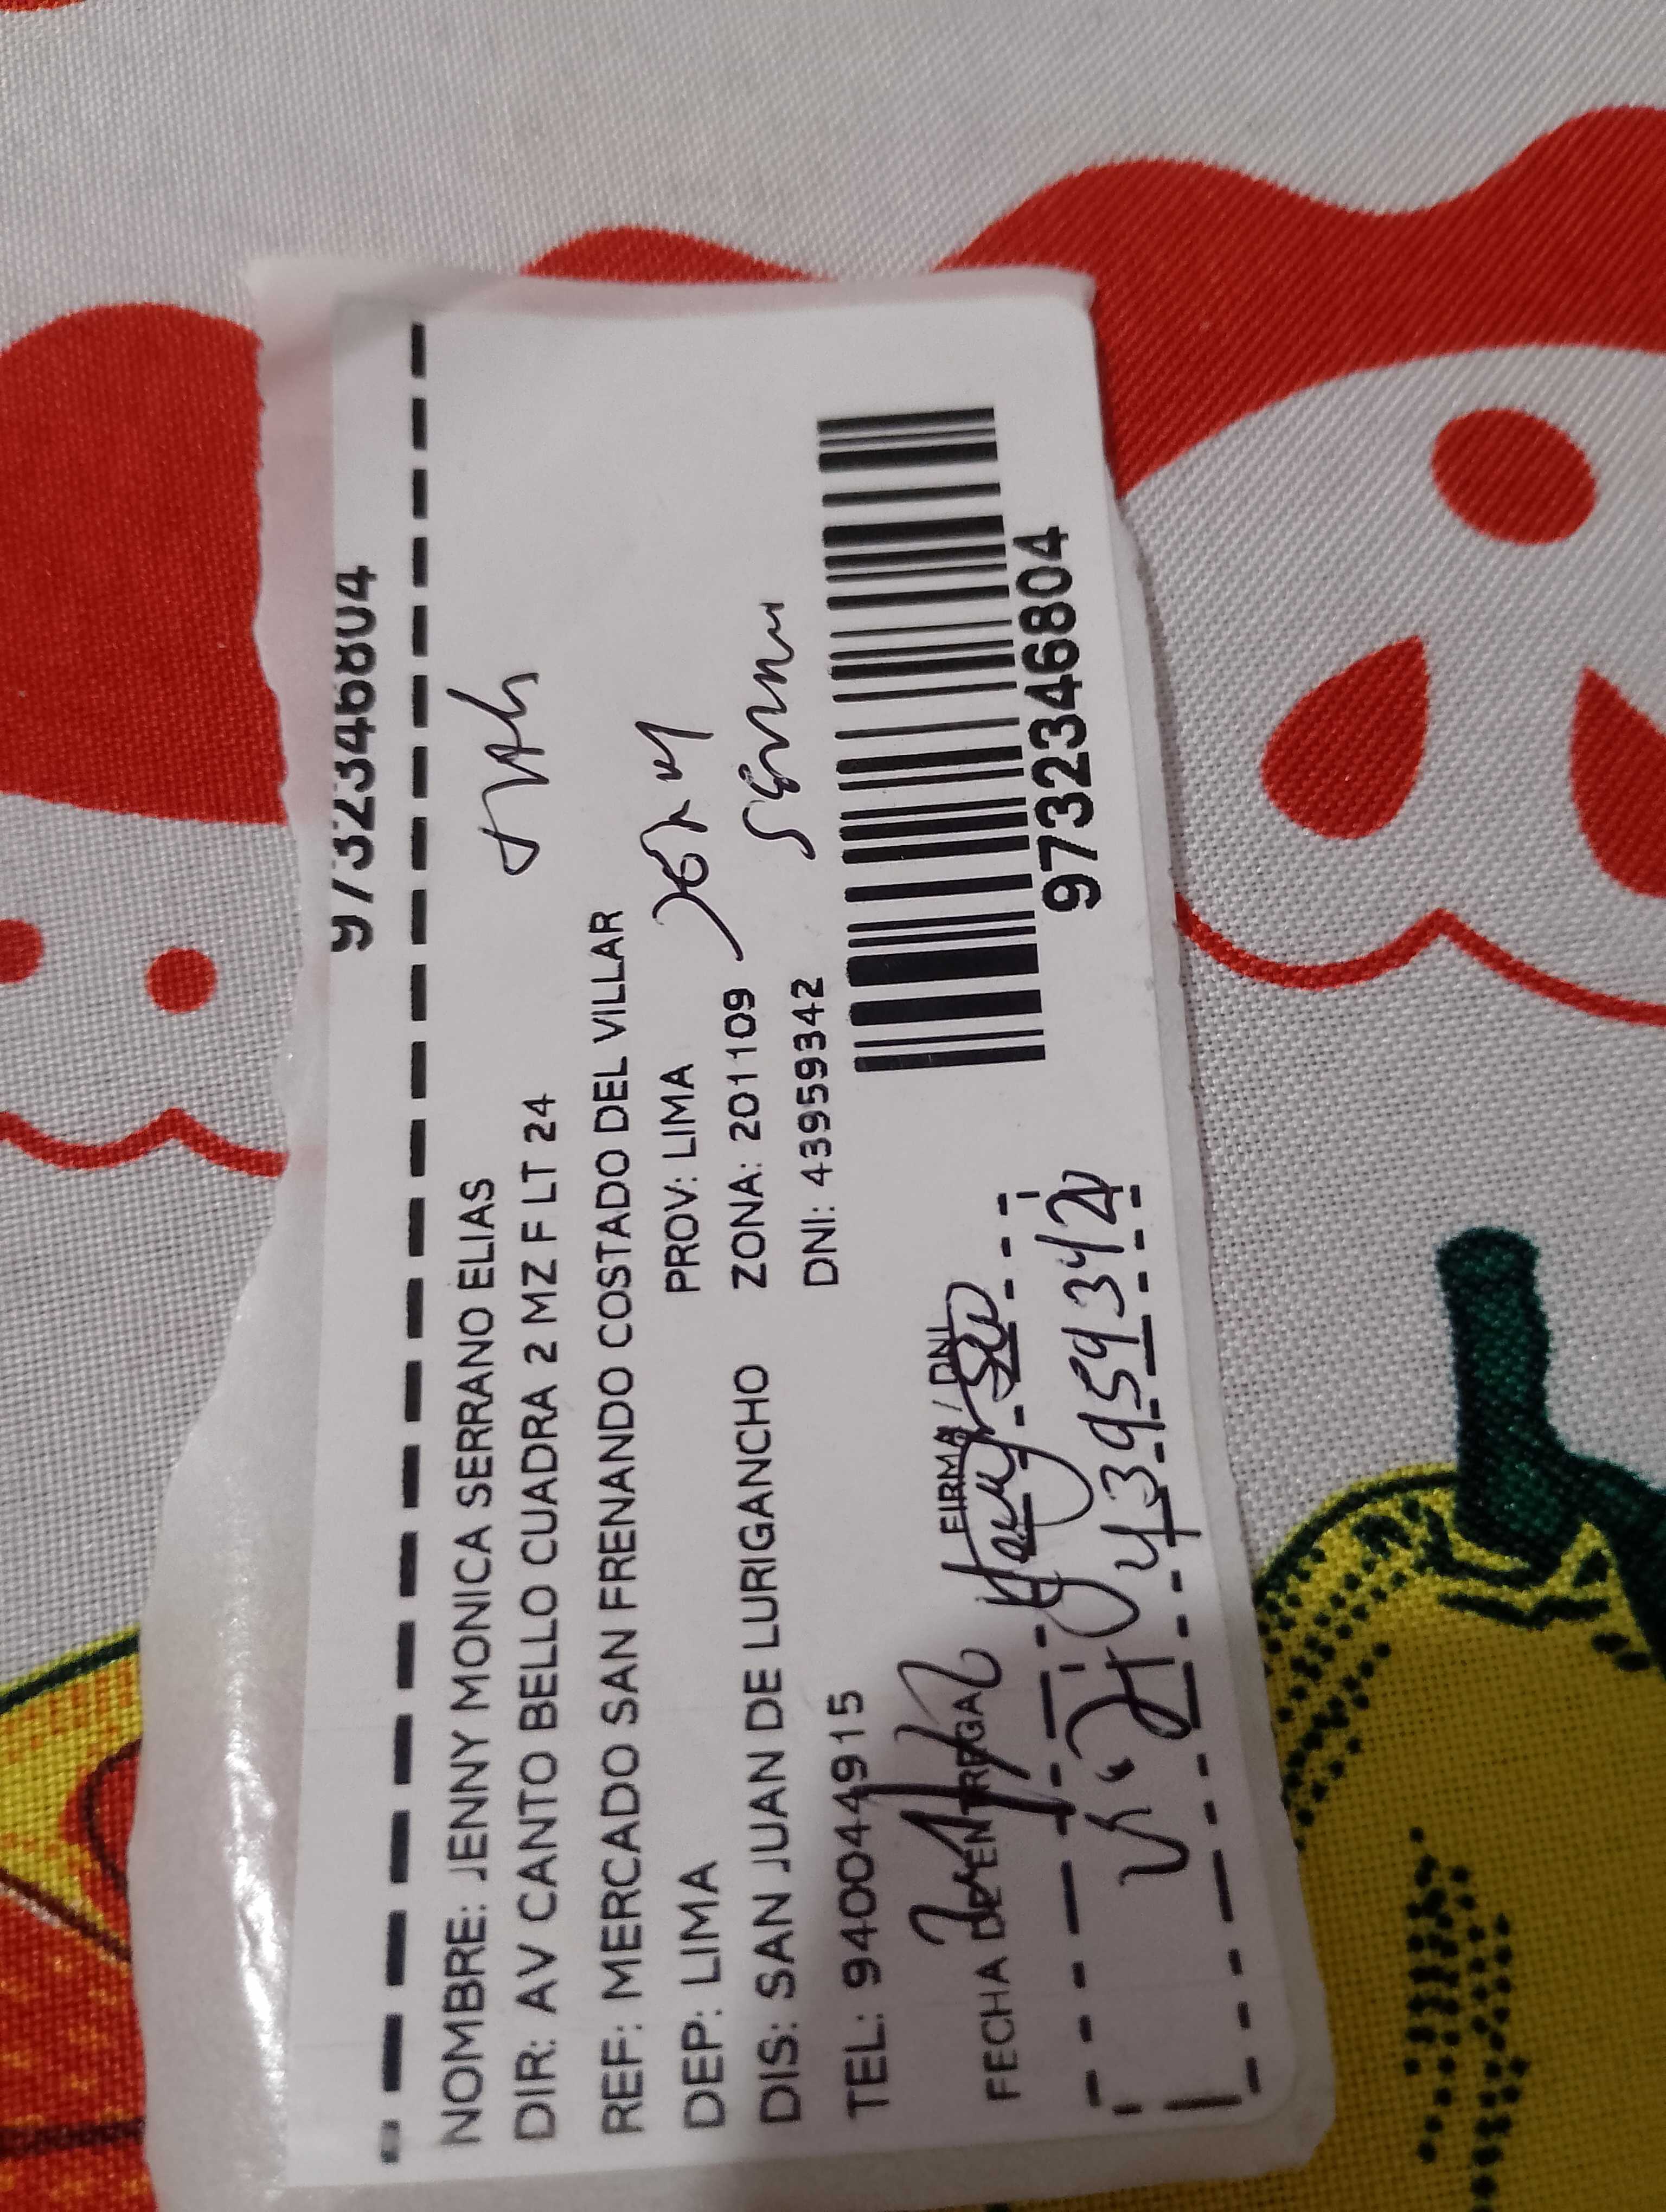 973234680​4
NOMBRE: JENNY MONICA SERRANO ELIAS
DIR: AV CANTO BELLO CUADRA 2 MZ F LT 24
REF: MERCADO SAN FRENANDO COSTADO DEL VILLAR
DEP: LIMA PROV: LIMA
DIS: SAN JUAN DE LURIGANCHO ZONA: 201109
TEL: 940044915 DNI: 43959342
FECHA DE ENTREGA FIRMA / DNI
43959342
9732346804